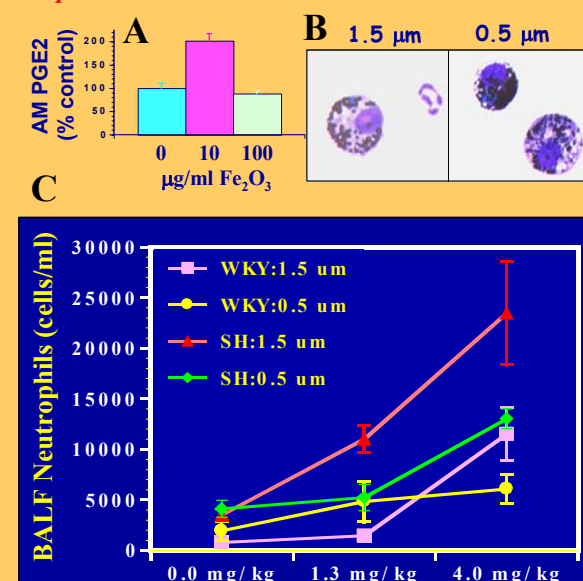 A
AM PGE2
(% control)
200
150
100
50
0
0 10 100
µg/ml Fe₂O₃
B
1.5 µm 0.5 µm
C
BALF Neutrophils (cells/ml)
30000
25000
20000
15000
10000
5000
0
WKY:1.5 um
WKY:0.5 um
SH:1.5 um
SH:0.5 um
0.0 mg/kg 1.3 mg/kg 4.0 mg/kg